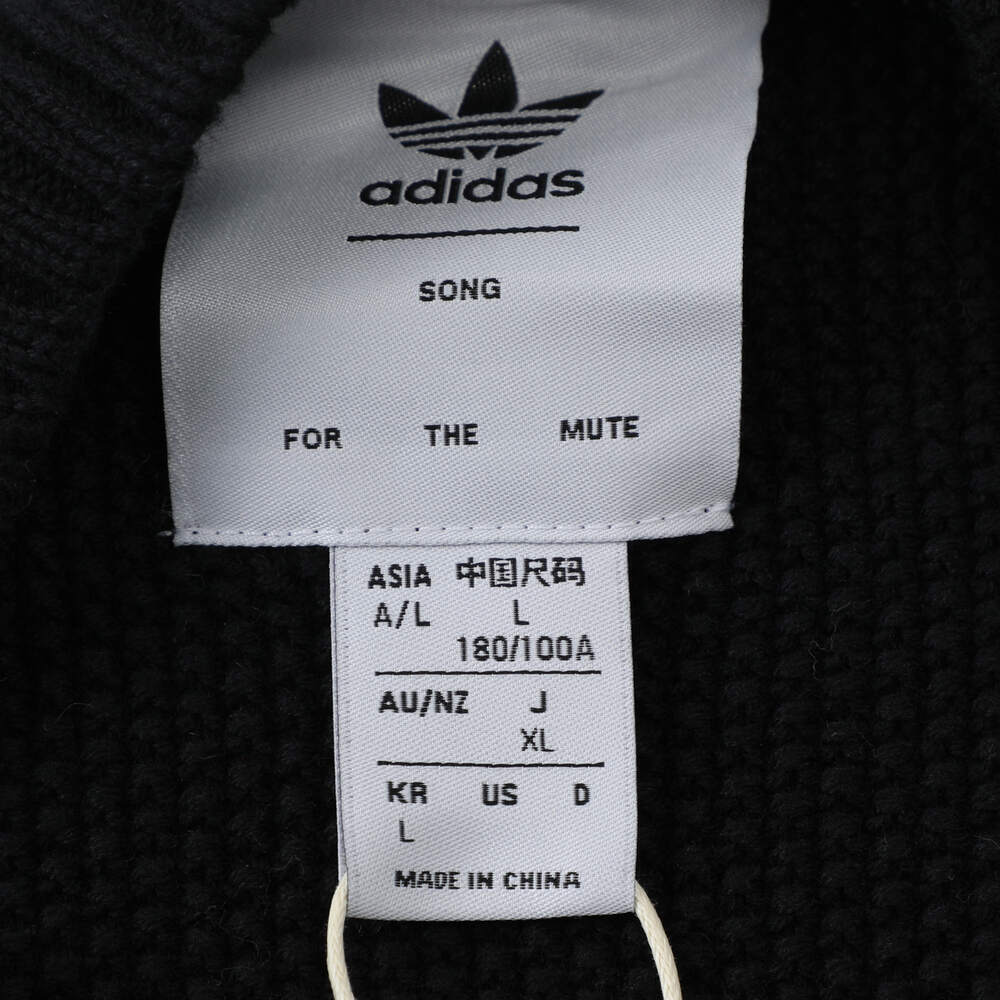 adidas
SONG
FOR THE MUTE
ASIA 中国尺码
A/L L
180/100A
AU/NZ J
XL
KR US D
L
MADE IN CHINA